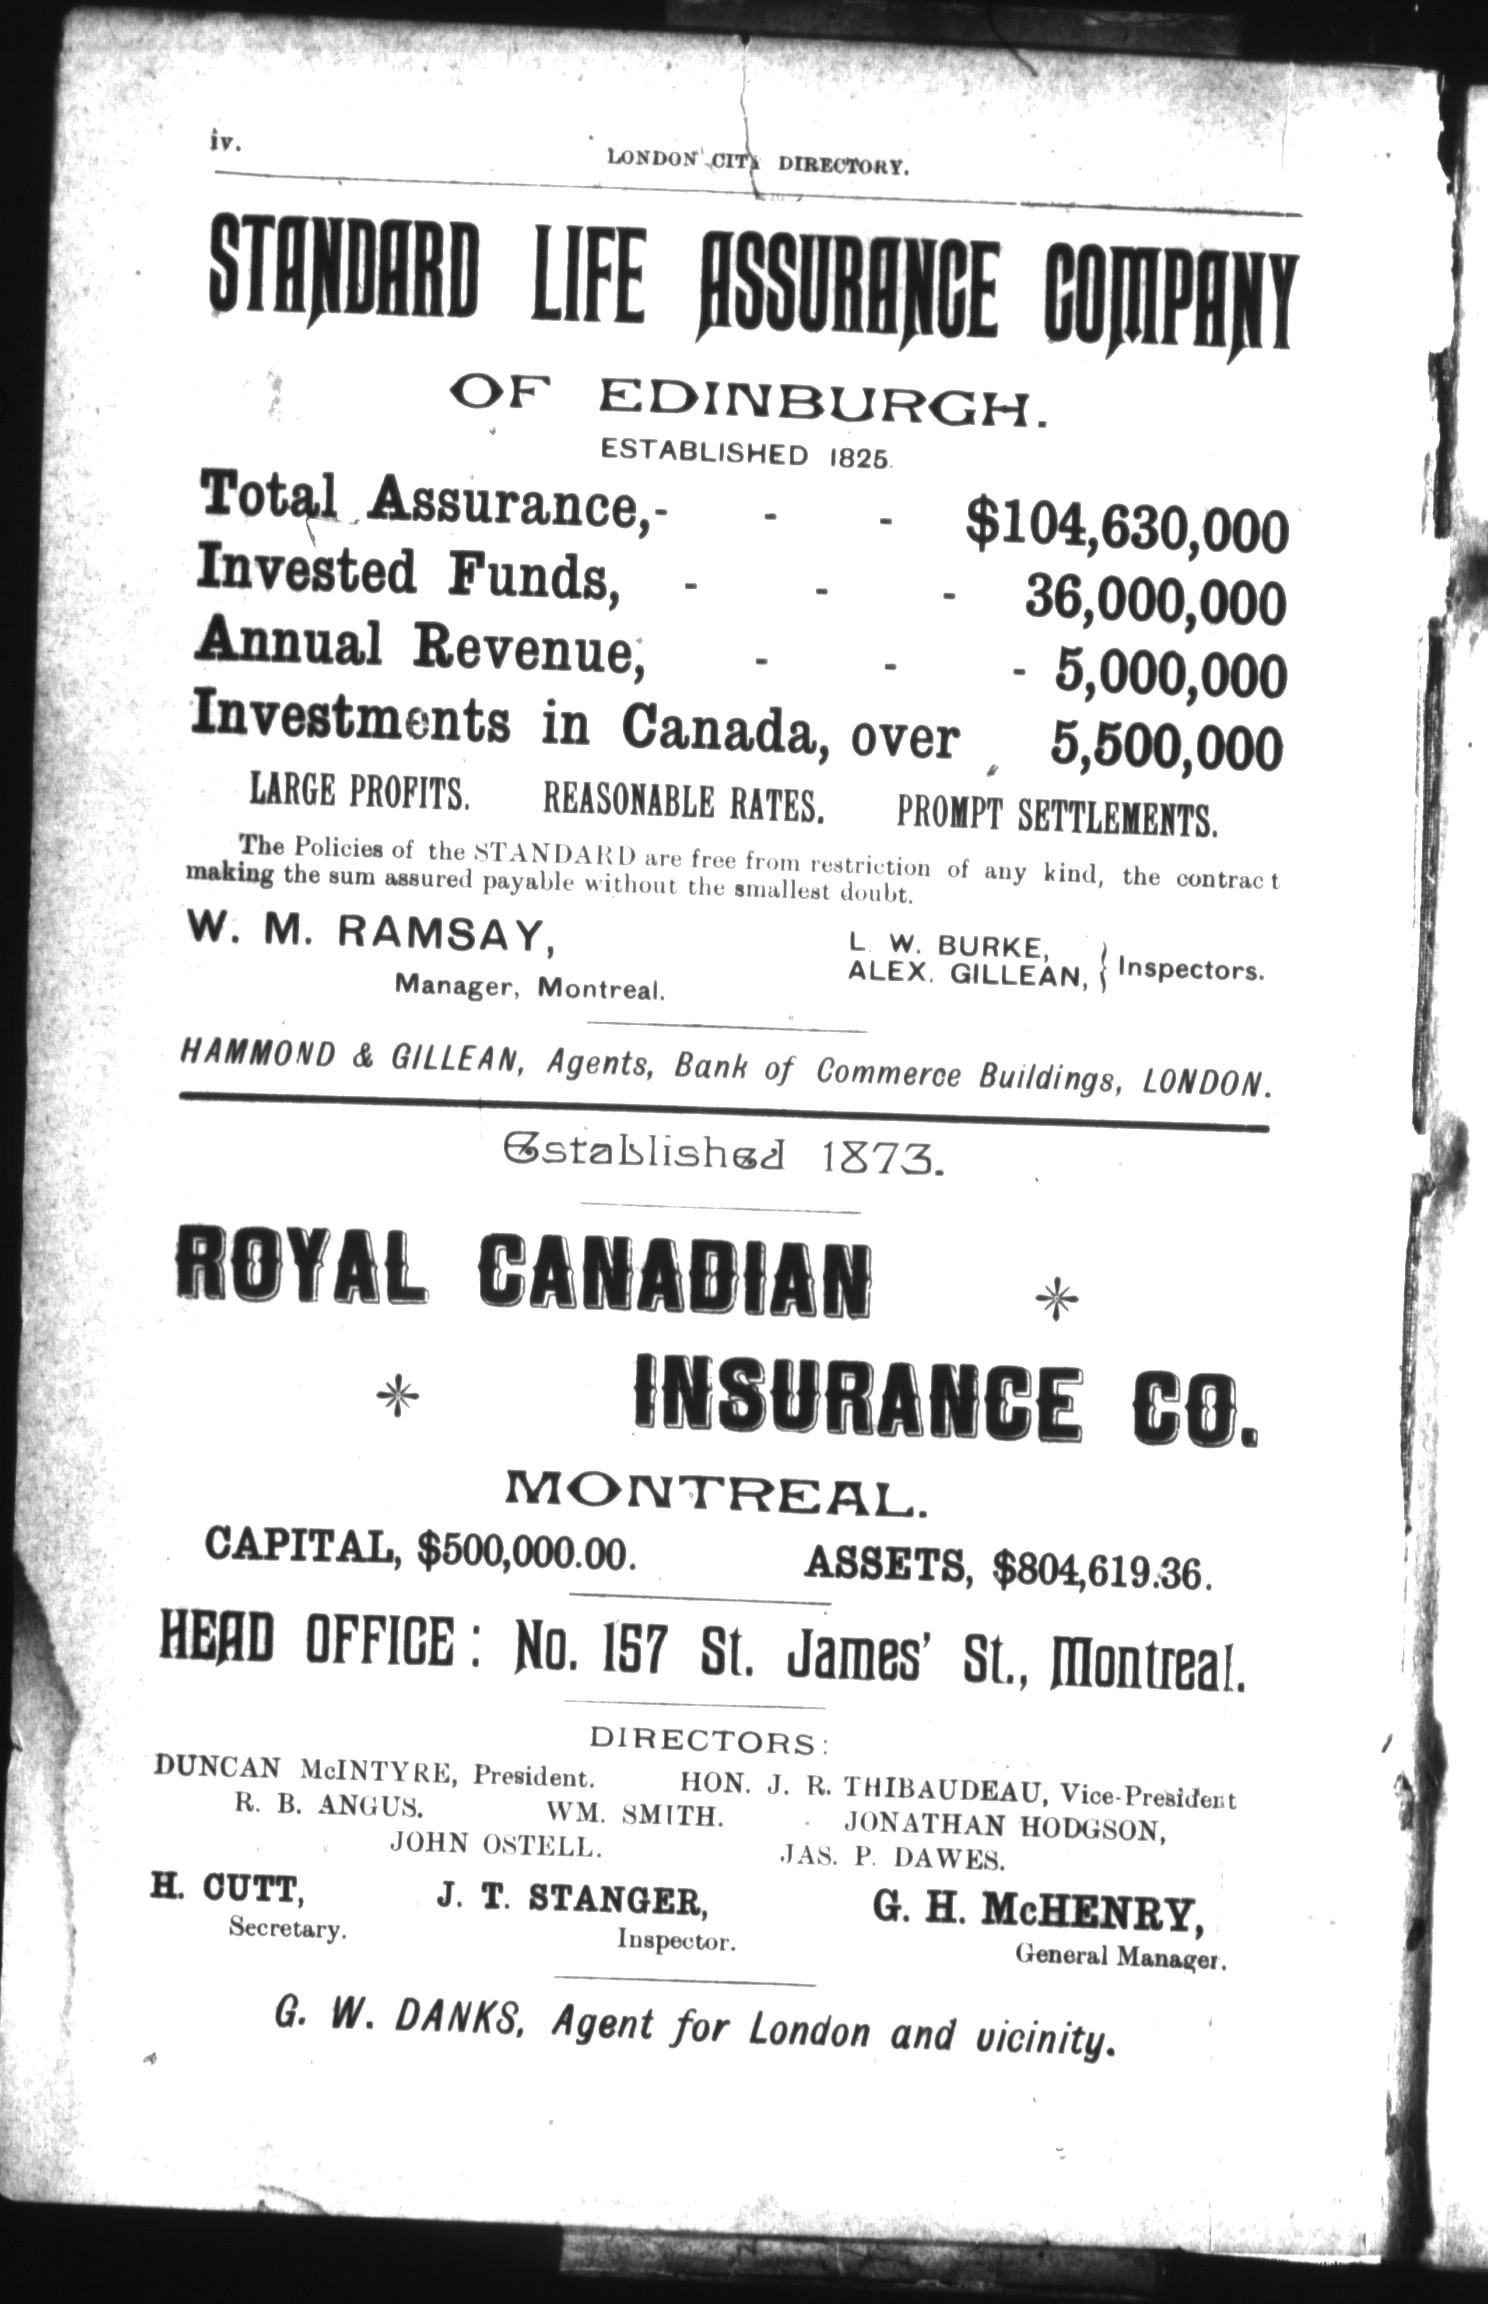 iv.
LONDON CITY DIRECTORY.
STANDARD LIFE ASSURANCE COMPANY
OF EDINBURGH.
ESTABLISHED 1825.
Total Assurance,- - - $104,630,000
Invested Funds, - - - 36,000,000
Annual Revenue, - - - 5,000,000
Investments in Canada, over 5,500,000
LARGE PROFITS. REASONABLE RATES. PROMPT SETTLEMENTS.
The Policies of the STANDARD are free from restriction of any kind, the contract
making the sum assured payable without the smallest doubt.
W. M. RAMSAY,
Manager, Montreal.
L. W. BURKE,
ALEX. GILLEAN, } Inspectors.
HAMMOND & GILLEAN, Agents, Bank of Commerce Buildings, LONDON.
Established 1873.
ROYAL CANADIAN
INSURANCE CO.
MONTREAL.
CAPITAL, $500,000.00. ASSETS, $804,619.36.
HEAD OFFICE: No. 157 St. James' St., Montreal.
DIRECTORS:
DUNCAN McINTYRE, President. HON. J. R. THIBAUDEAU, Vice-President
R. B. ANGUS. WM. SMITH. JONATHAN HODGSON,
JOHN OSTELL. JAS. P. DAWES.
H. CUTT, J. T. STANGER, G. H. McHENRY,
Secretary. Inspector. General Manager.
G. W. DANKS, Agent for London and vicinity.